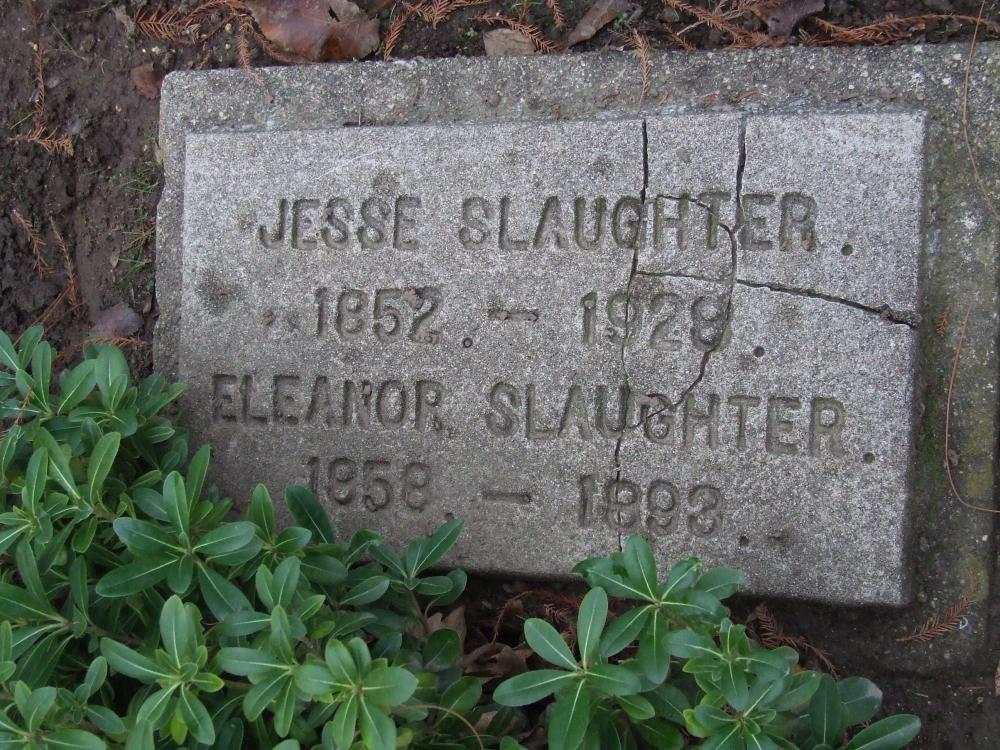 JESSE SLAUGHTER.
1852. — 1928.
ELEANOR SLAUGHTER.
1858. — 1893.